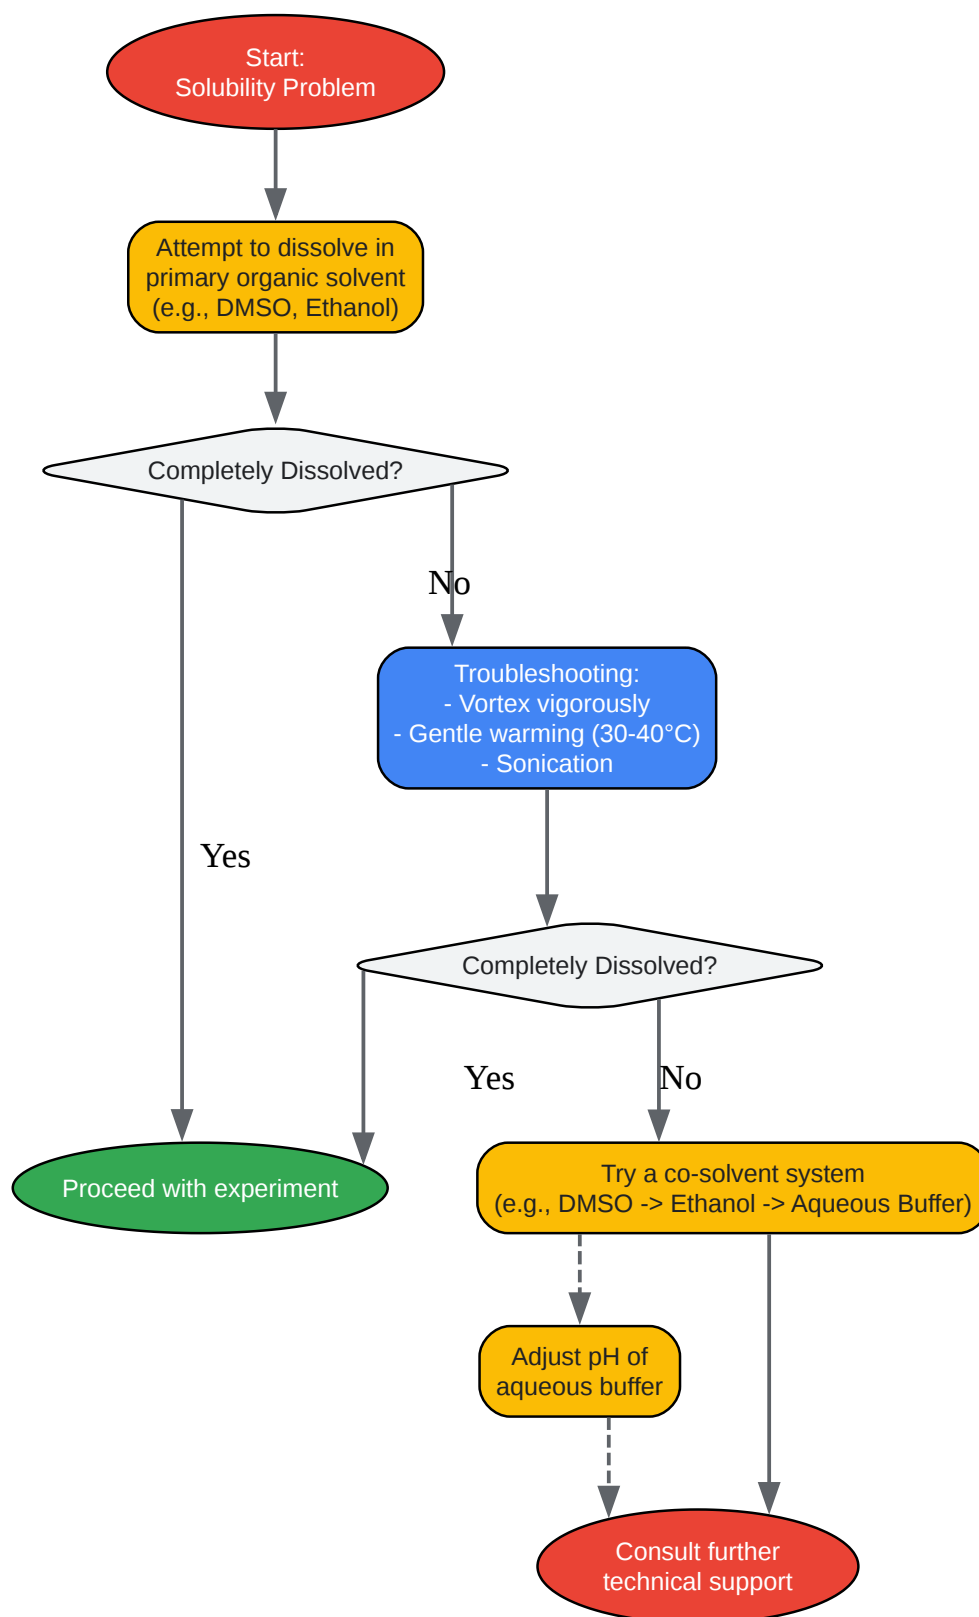 Start:
Solubility Problem
Attempt to dissolve in
primary organic solvent
(e.g., DMSO, Ethanol)
Completely Dissolved?
No
Troubleshooting:
- Vortex vigorously
- Gentle warming (30-40°C)
- Sonication
Yes
Completely Dissolved?
Yes
No
Proceed with experiment
Try a co-solvent system
(e.g., DMSO -> Ethanol -> Aqueous Buffer)
Adjust pH of
aqueous buffer
Consult further
technical support